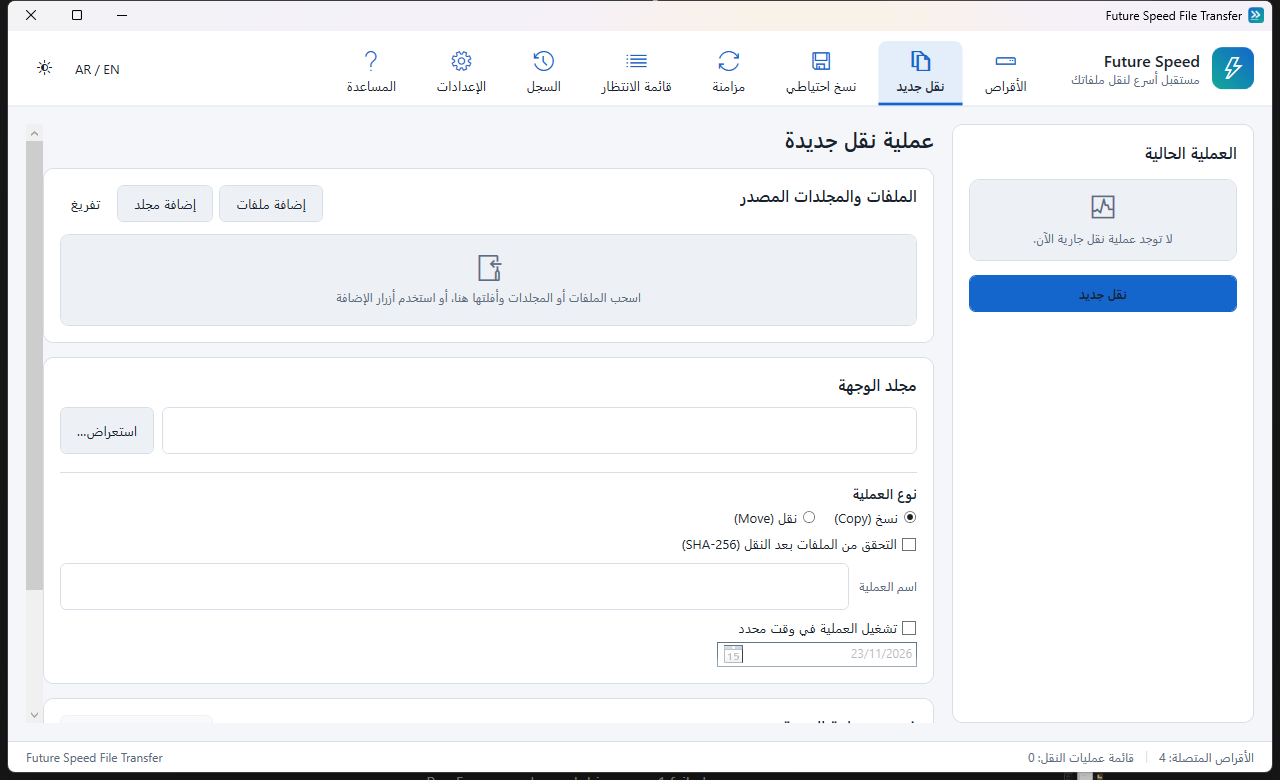 Future Speed File Transfer
Future Speed
مستقبل أسرع لنقل ملفاتك
الأقراص
نقل جديد
نسخ احتياطي
مزامنة
قائمة الانتظار
السجل
الإعدادات
المساعدة
AR / EN
العملية الحالية
لا توجد عملية نقل جارية الآن.
نقل جديد
عملية نقل جديدة
الملفات والمجلدات المصدر
إضافة ملفات
إضافة مجلد
تفريغ
اسحب الملفات أو المجلدات وأفلتها هنا، أو استخدم أزرار الإضافة
مجلد الوجهة
استعراض...
نوع العملية
نسخ (Copy)
نقل (Move)
التحقق من الملفات بعد النقل (SHA-256)
اسم العملية
تشغيل العملية في وقت محدد
23/11/2026
15
الأقراص المتصلة: 4
قائمة عمليات النقل: 0
Future Speed File Transfer